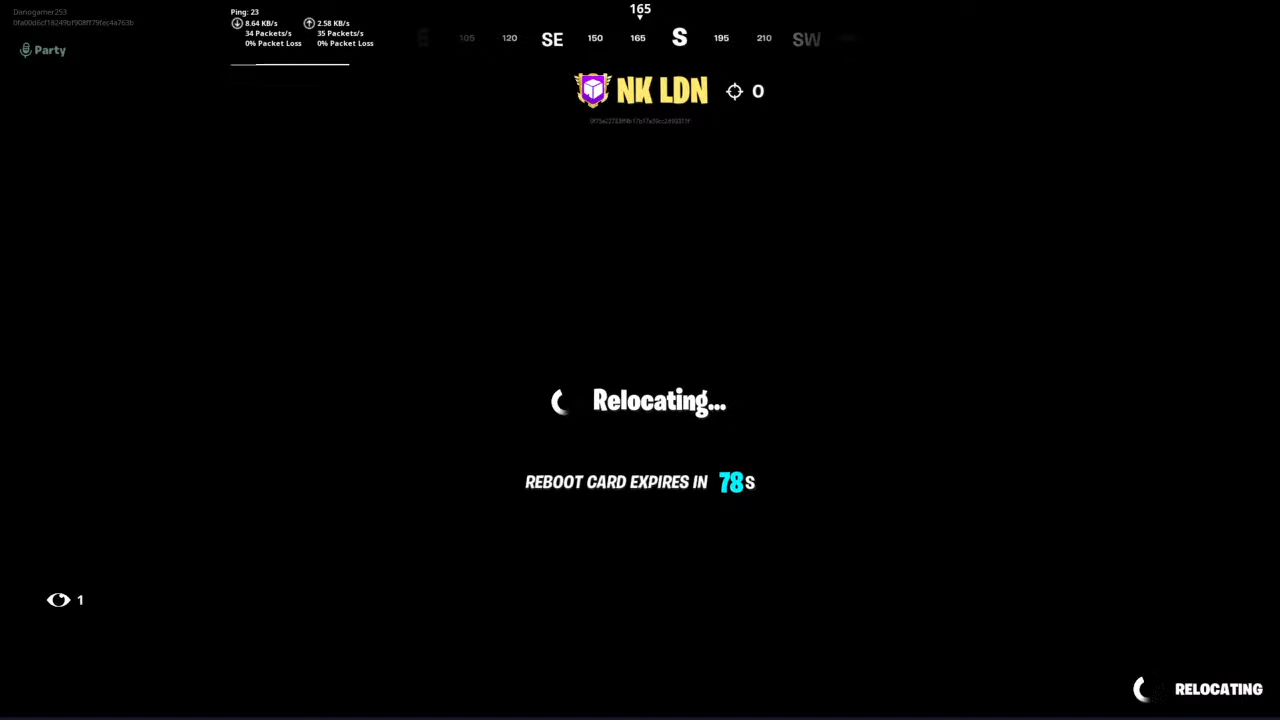 Danogamer253
Ping: 23
8.64 KB/s
2.58 KB/s
34 Packets/s
35 Packets/s
0% Packet Loss
0% Packet Loss
Party
165
E 105 120 SE 150 165 S 195 210 SW
NK LDN 0
Relocating...
REBOOT CARD EXPIRES IN 78 S
1
RELOCATING